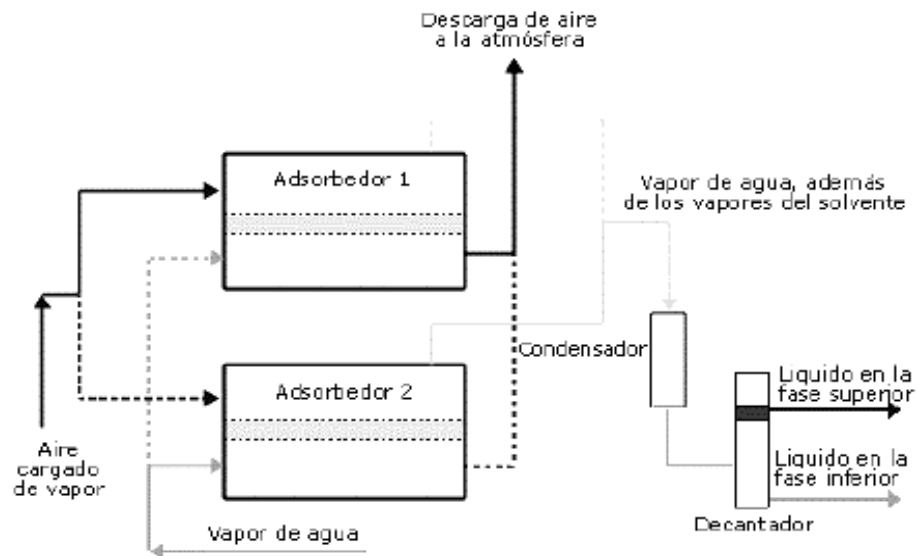 Descarga de aire
a la atmósfera
Adsorbedor 1
Vapor de agua, además
de los vapores del solvente
Condensador
Adsorbedor 2
Liquido en la
fase superior
Aire
cargado
de vapor
Liquido en la
fase inferior
Decantador
Vapor de agua